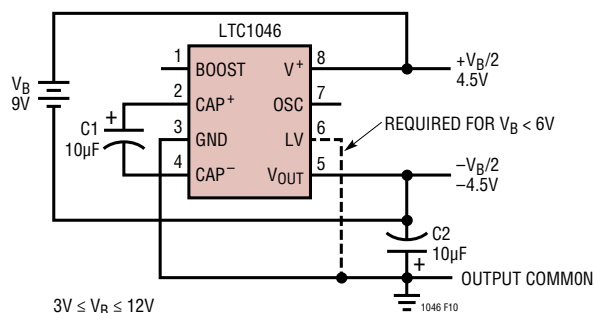 LTC1046
1 BOOST V+ 8
2 CAP+ OSC 7
3 GND LV 6
4 CAP– VOUT 5
VB
9V
C1
10µF
+
+VB/2
4.5V
REQUIRED FOR VB < 6V
–VB/2
–4.5V
C2
10µF
+
OUTPUT COMMON
3V ≤ VB ≤ 12V
1046 F10